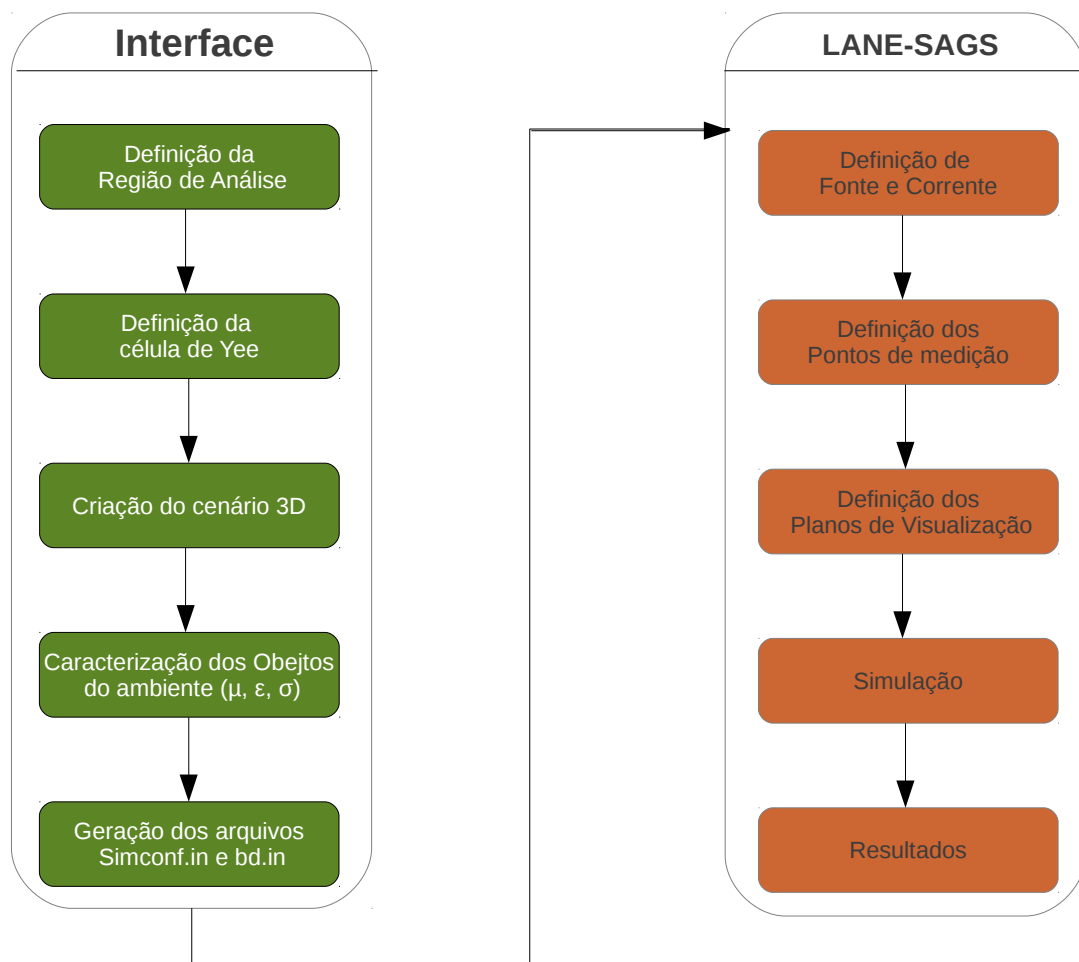 Interface
Definição da
Região de Análise
Definição da
célula de Yee
Criação do cenário 3D
Caracterização dos Obejtos
do ambiente (μ, ε, σ)
Geração dos arquivos
Simconf.in e bd.in
LANE-SAGS
Definição de
Fonte e Corrente
Definição dos
Pontos de medição
Definição dos
Planos de Visualização
Simulação
Resultados